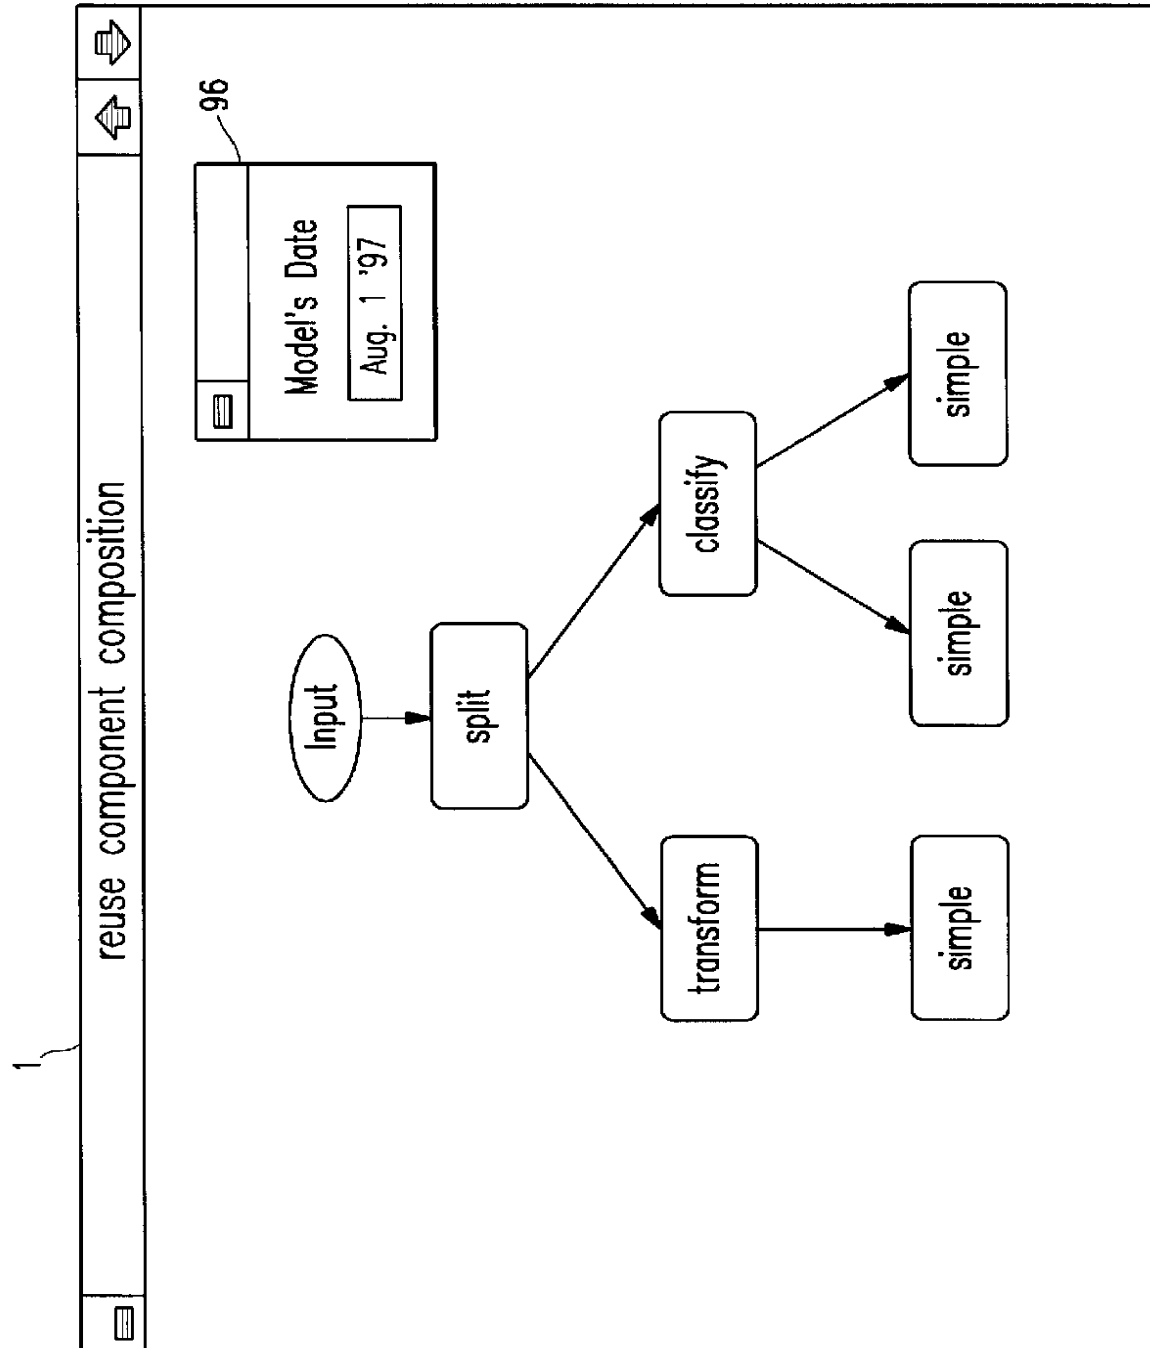 1
reuse component composition
96
Model's Date
Aug. 1 '97
Input
split
transform
classify
simple
simple
simple